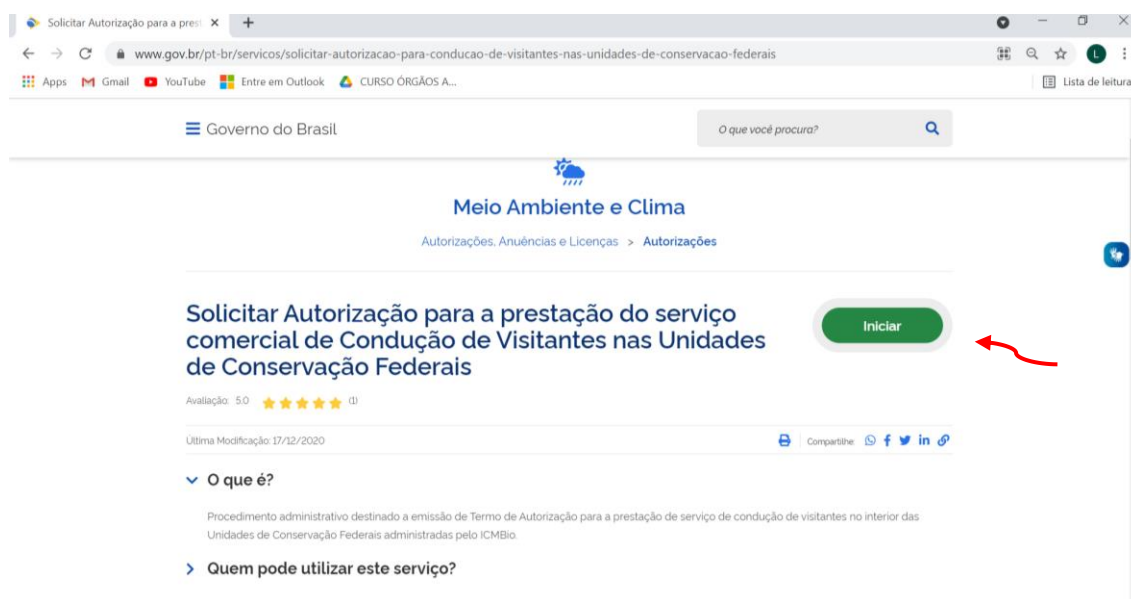 Solicitar Autorização para a prest
www.gov.br/pt-br/servicos/solicitar-autorizacao-para-conducao-de-visitantes-nas-unidades-de-conservacao-federais
L
Apps Gmail YouTube Entre em Outlook CURSO ÓRGÃOS A... Lista de leitura
Governo do Brasil
O que você procura?
Meio Ambiente e Clima
Autorizações, Anuências e Licenças > Autorizações
Solicitar Autorização para a prestação do serviço
comercial de Condução de Visitantes nas Unidades
de Conservação Federais
Iniciar
Avaliação: 5.0 (1)
Última Modificação: 17/12/2020
Compartilhe:
O que é?
Procedimento administrativo destinado a emissão de Termo de Autorização para a prestação de serviço de condução de visitantes no interior das
Unidades de Conservação Federais administradas pelo ICMBio.
Quem pode utilizar este serviço?